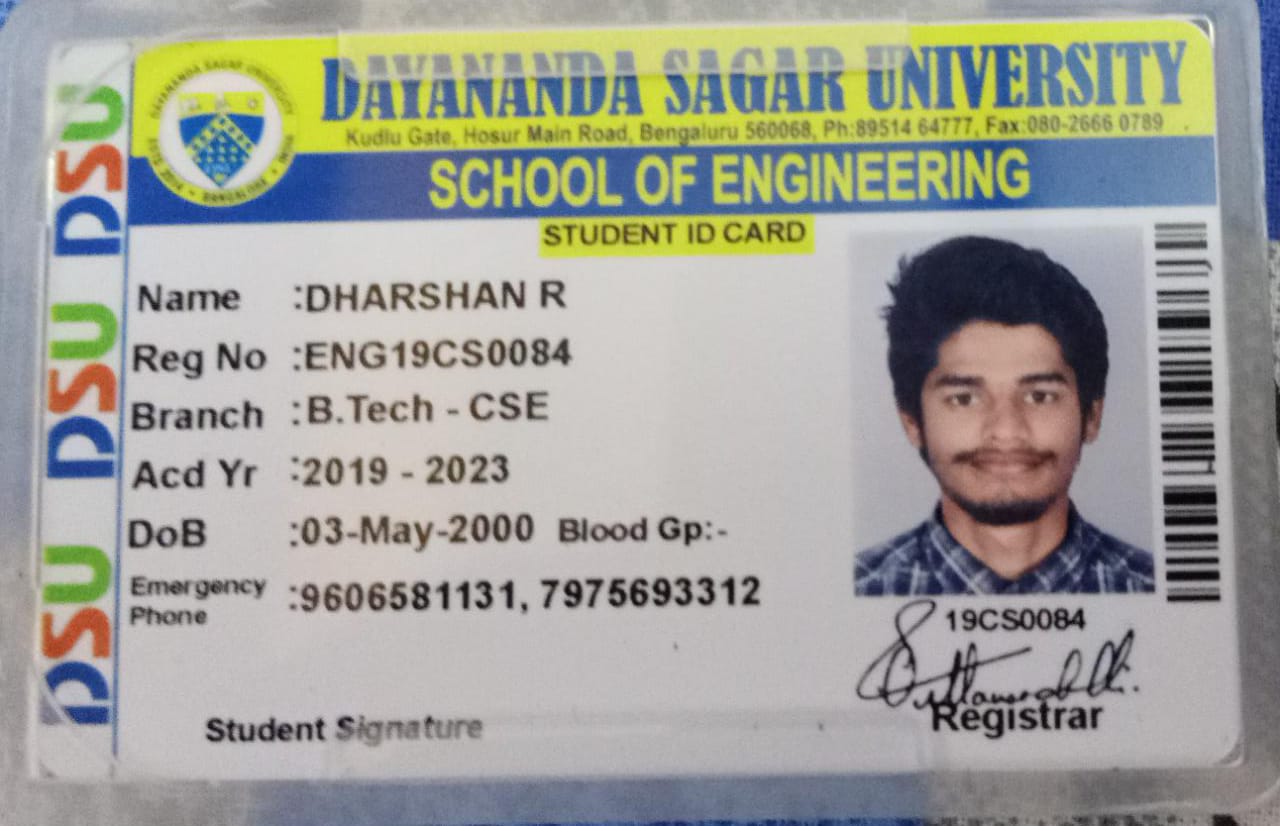 DAYANANDA SAGAR UNIVERSITY
Kudlu Gate, Hosur Main Road, Bengaluru 560068, Ph:89514 64777, Fax:080-2666 0789
SCHOOL OF ENGINEERING
STUDENT ID CARD
DSU DSU DSU
Name :DHARSHAN R
Reg No :ENG19CS0084
Branch :B.Tech - CSE
Acd Yr :2019 - 2023
DoB :03-May-2000 Blood Gp:-
Emergency Phone :9606581131, 7975693312
19CS0084
Student Signature
Registrar